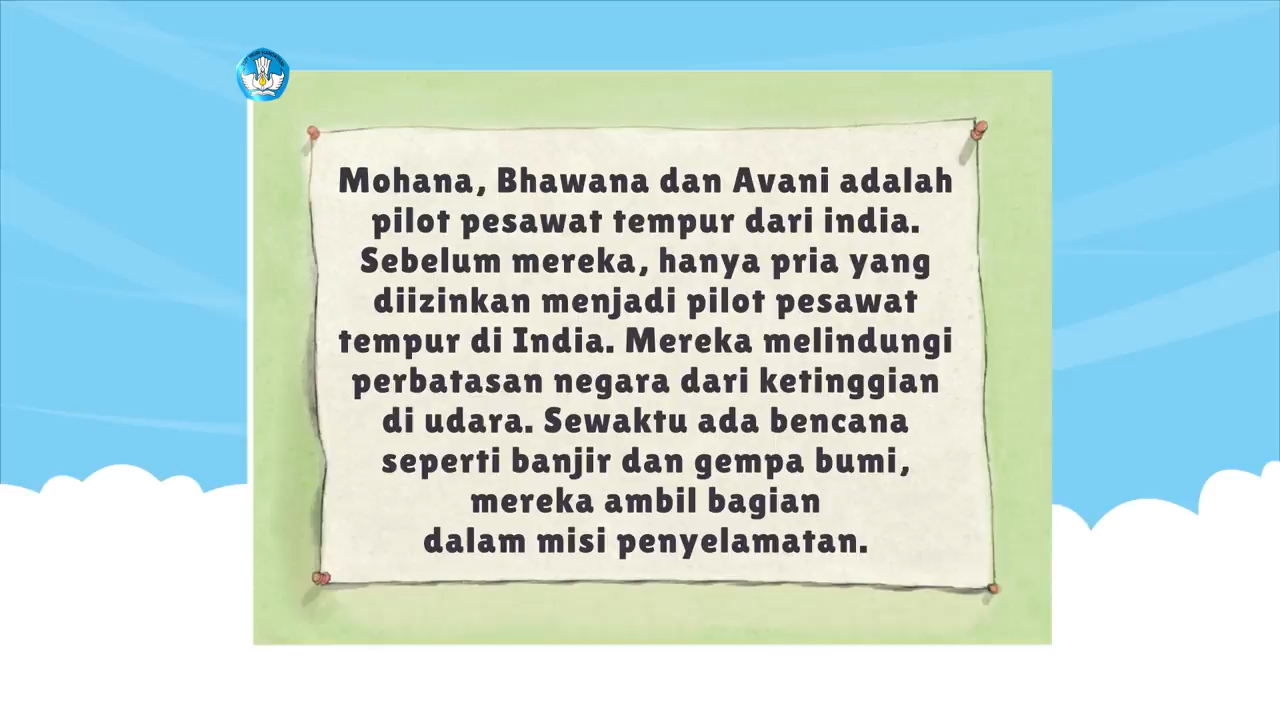 Mohana, Bhawana dan Avani adalah
pilot pesawat tempur dari india.
Sebelum mereka, hanya pria yang
diizinkan menjadi pilot pesawat
tempur di India. Mereka melindungi
perbatasan negara dari ketinggian
di udara. Sewaktu ada bencana
seperti banjir dan gempa bumi,
mereka ambil bagian
dalam misi penyelamatan.